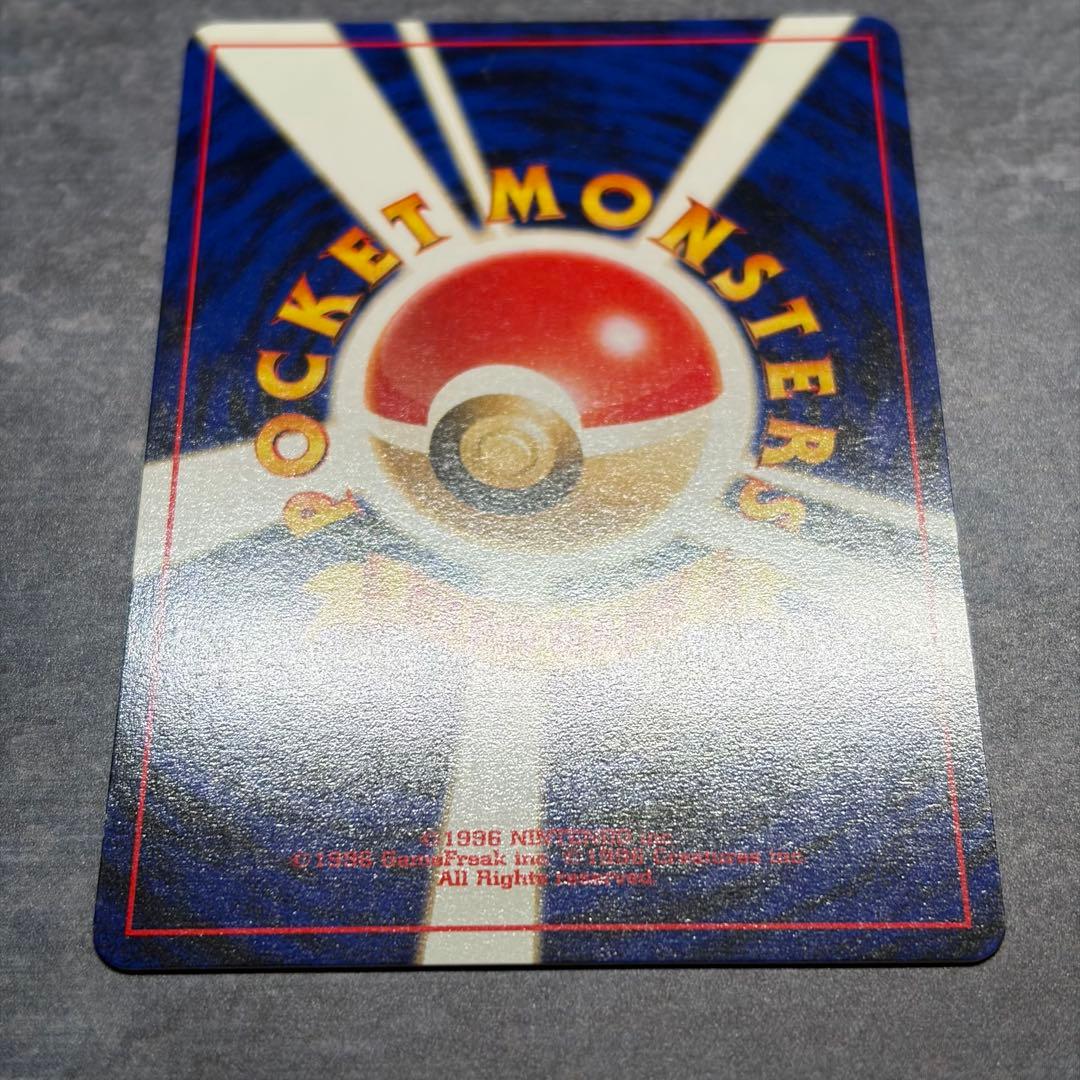 POCKET MONSTERS
©1996 NINTENDO inc.
©1996 GameFreak inc. ©1996 Creatures inc.
All Rights reserved.